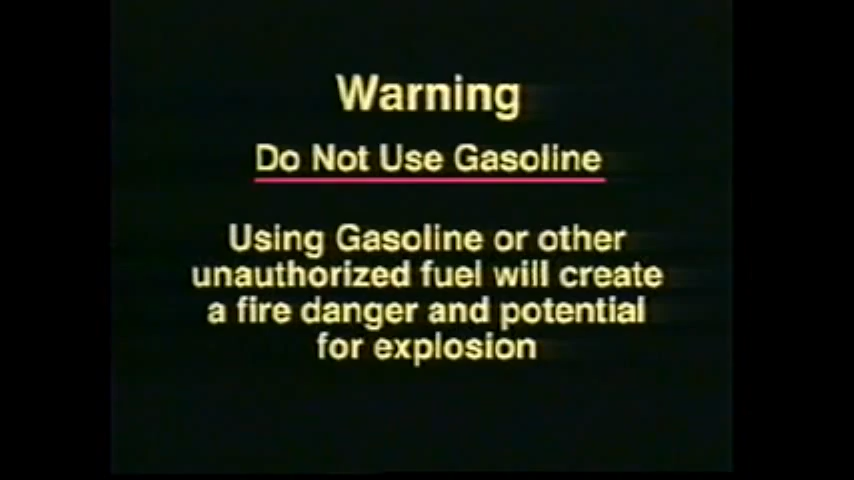 Warning
Do Not Use Gasoline
Using Gasoline or other
unauthorized fuel will create
a fire danger and potential
for explosion